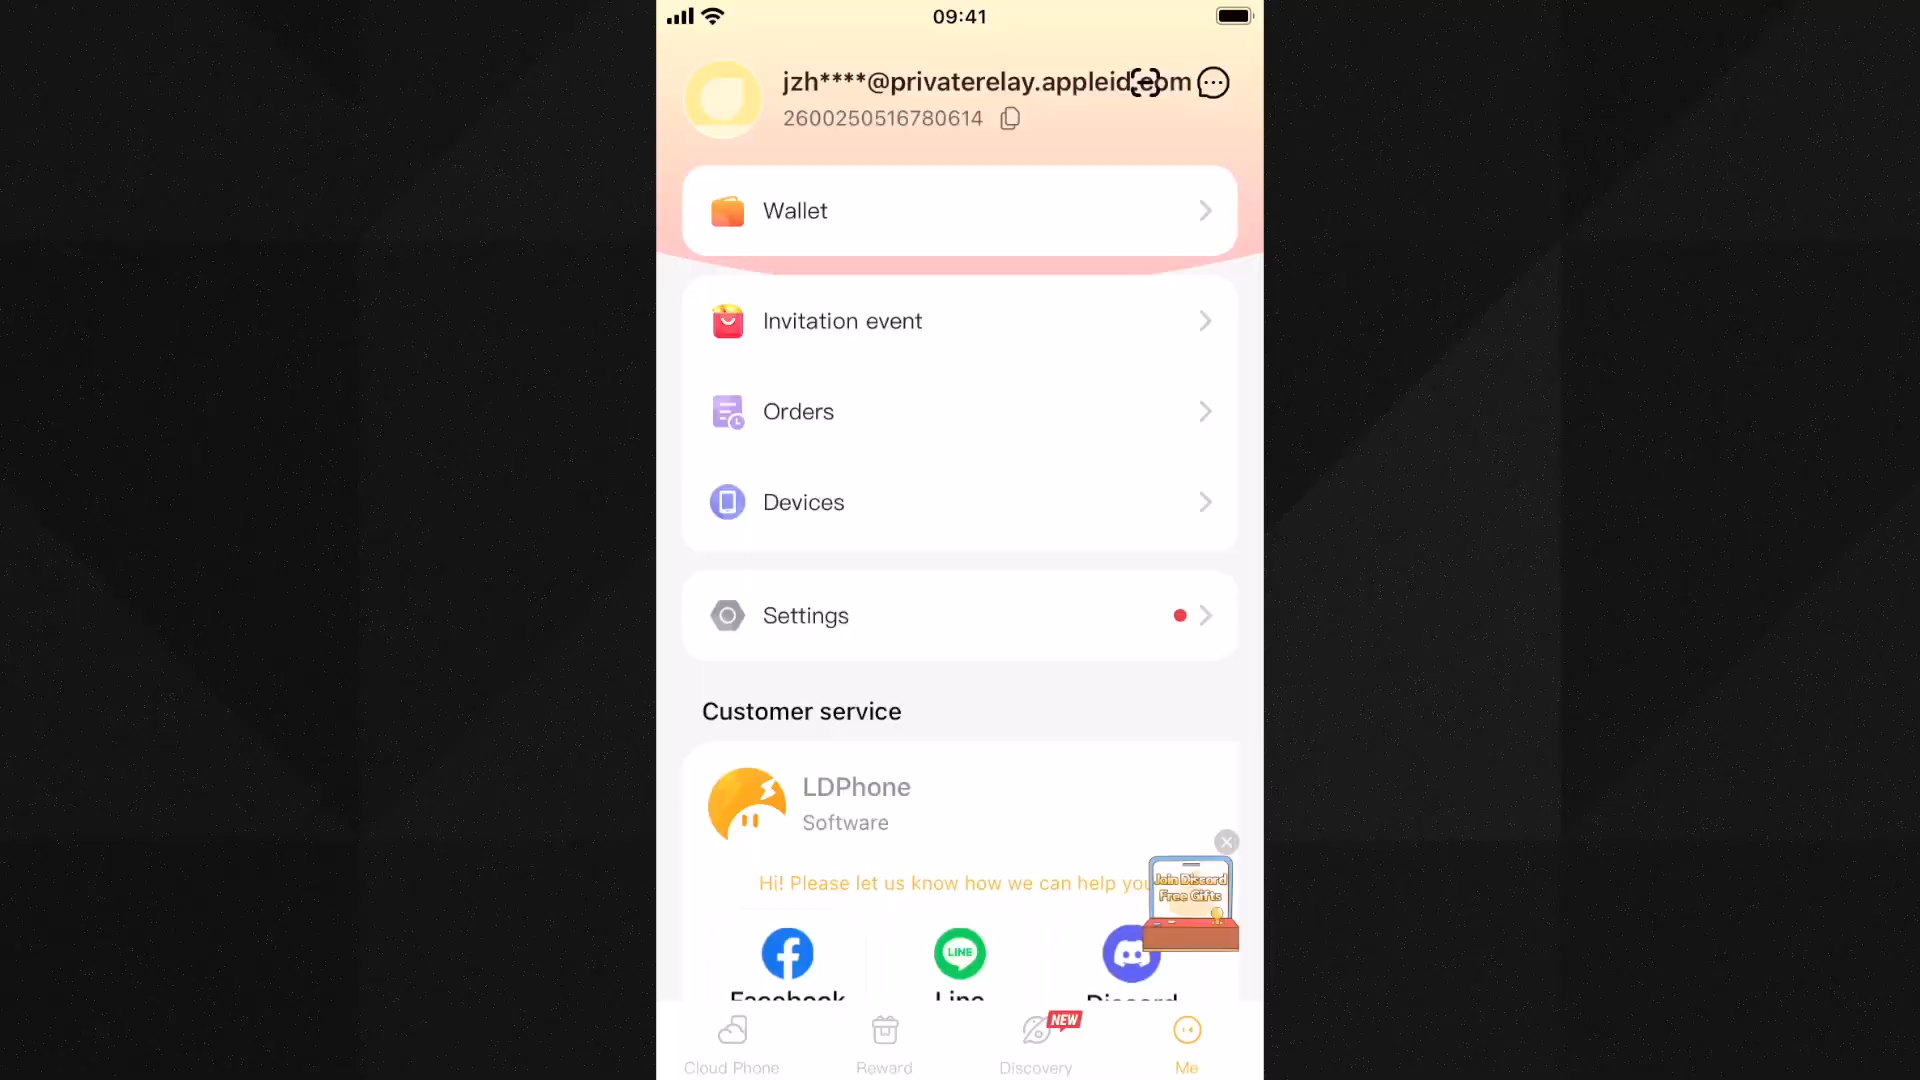 09:41
jzh****@privaterelay.appleid.com
2600250516780614
Wallet
Invitation event
Orders
Devices
Settings
Customer service
LDPhone
Software
Hi! Please let us know how we can help you
Join Discord
Free Gifts
LINE
Facebook
Line
Discord
NEW
Cloud Phone
Reward
Discovery
Me